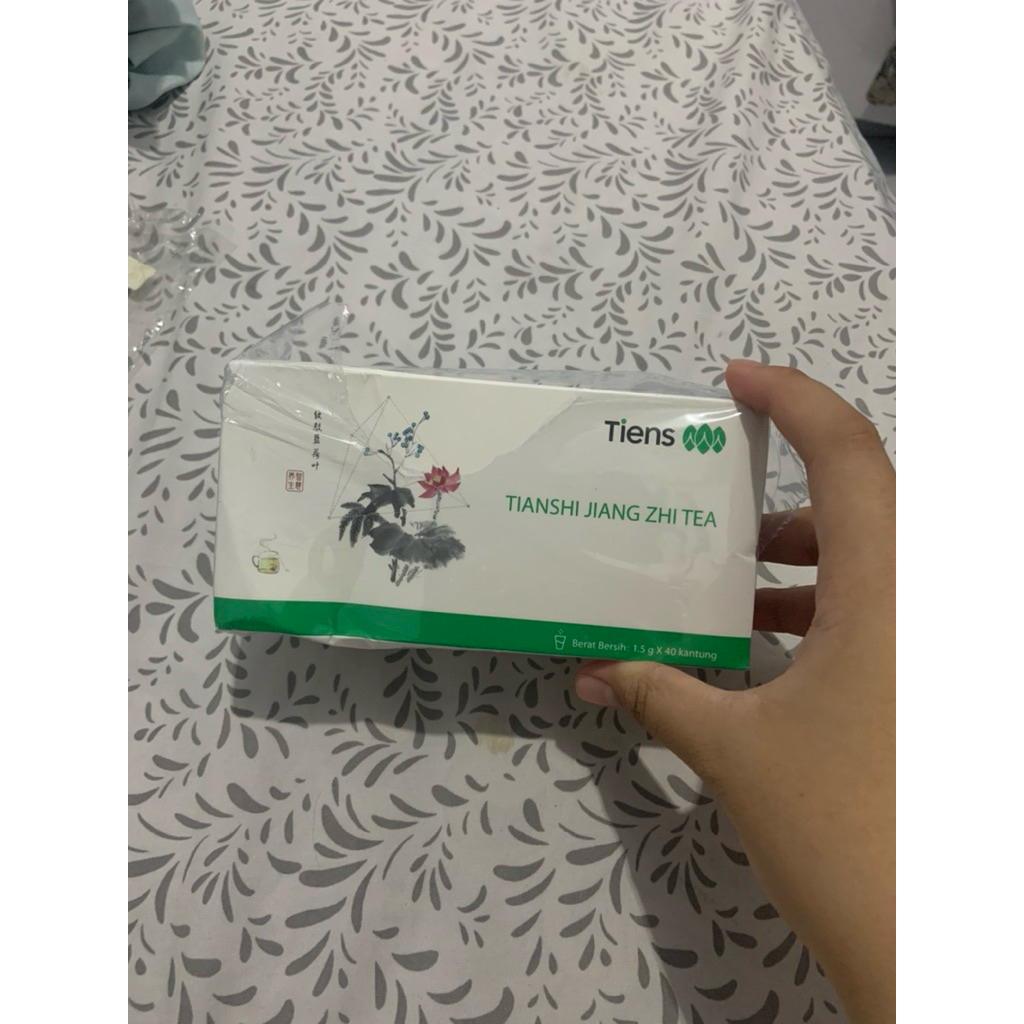 Tiens
TIANSHI JIANG ZHI TEA
Berat Bersih: 1.5 g X 40 kantung